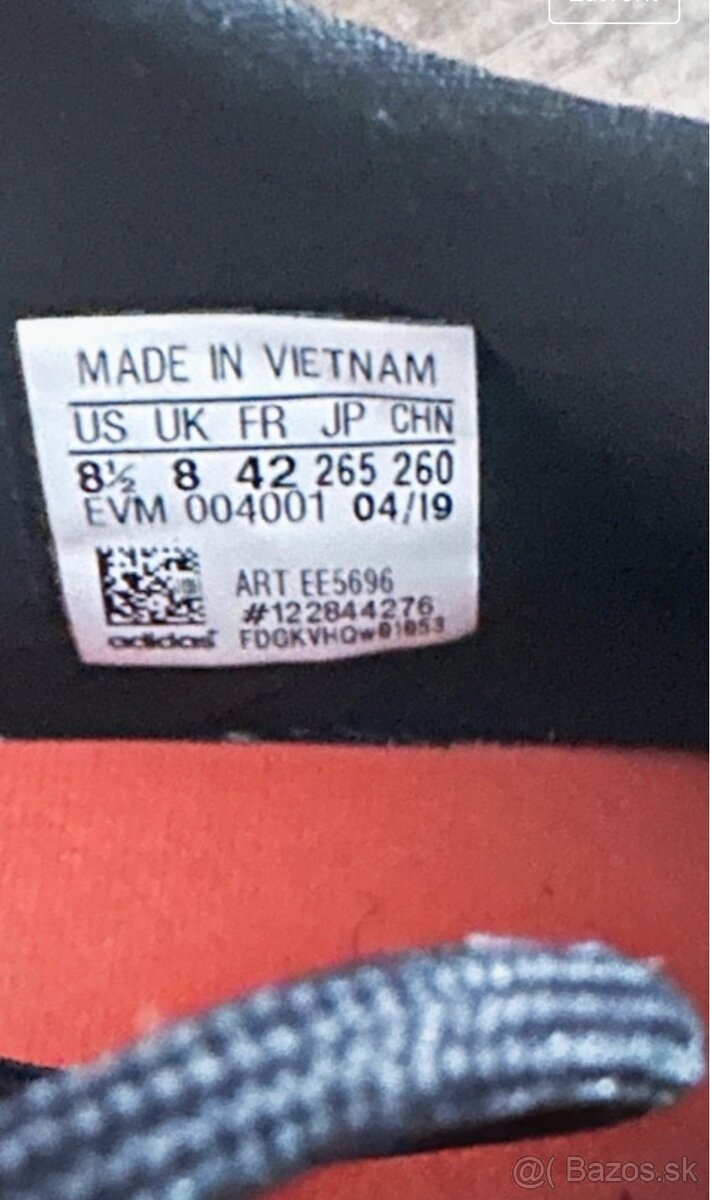 MADE IN VIETNAM
US UK FR JP CHN
8½ 8 42 265 260
EVM 004001 04/19
ART EE5696
#122844276
adidas FDGKVHQw01053
@( Bazos.sk